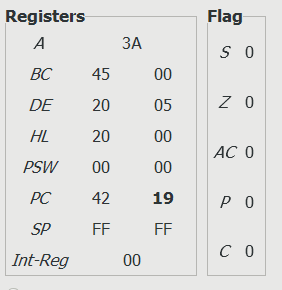 Registers
A 3A
BC 45 00
DE 20 05
HL 20 00
PSW 00 00
PC 42 19
SP FF FF
Int-Reg 00
Flag
S 0
Z 0
AC 0
P 0
C 0